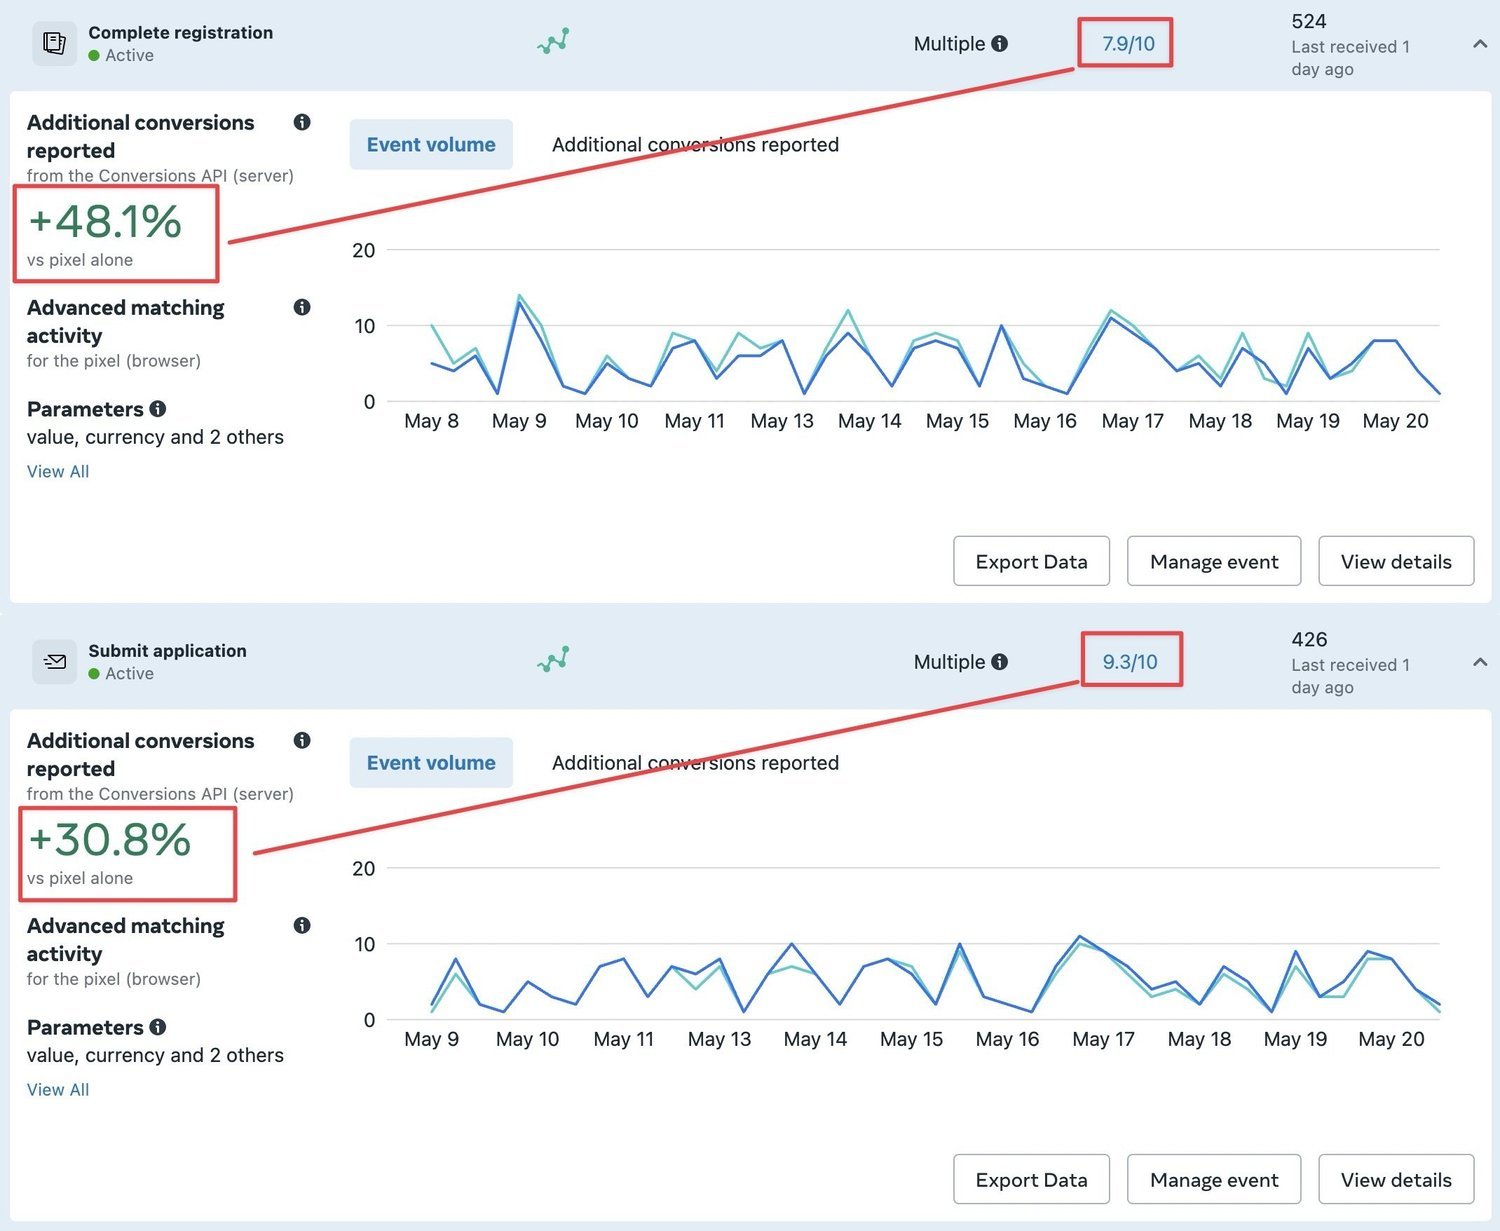 Complete registration
Active
Multiple
7.9/10
524
Last received 1
day ago
Additional conversions
reported
from the Conversions API (server)
+48.1%
vs pixel alone
Advanced matching
activity
for the pixel (browser)
Parameters
value, currency and 2 others
View All
Event volume
Additional conversions reported
20
10
0
May 8 May 9 May 10 May 11 May 13 May 14 May 15 May 16 May 17 May 18 May 19 May 20
Export Data
Manage event
View details
Submit application
Active
Multiple
9.3/10
426
Last received 1
day ago
Additional conversions
reported
from the Conversions API (server)
+30.8%
vs pixel alone
Advanced matching
activity
for the pixel (browser)
Parameters
value, currency and 2 others
View All
Event volume
Additional conversions reported
20
10
0
May 9 May 10 May 11 May 13 May 14 May 15 May 16 May 17 May 18 May 19 May 20
Export Data
Manage event
View details